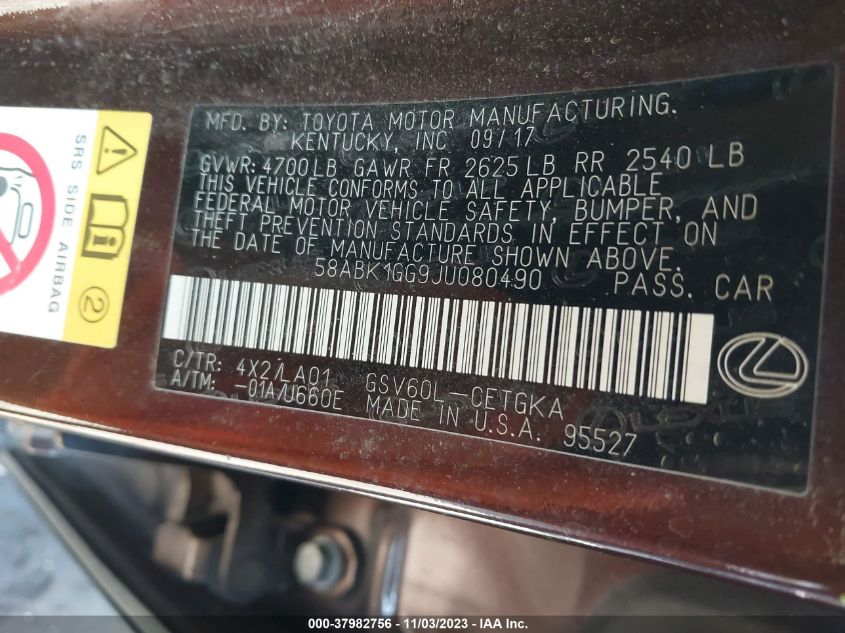 SRS SIDE AIRBAG
2
MFD. BY: TOYOTA MOTOR MANUFACTURING.
KENTUCKY, INC 09/17
GVWR: 4700LB GAWR FR 2625 LB RR 2540 LB
THIS VEHICLE CONFORMS TO ALL APPLICABLE
FEDERAL MOTOR VEHICLE SAFETY, BUMPER, AND
THEFT PREVENTION STANDARDS IN EFFECT ON
THE DATE OF MANUFACTURE SHOWN ABOVE.
58ABK1GG9JU080490 PASS. CAR
C/TR: 4X2/LA01 GSV60L-CETGKA
A/TM: -01A/U660E MADE IN U.S.A. 95527
000-37982756 - 11/03/2023 - IAA Inc.